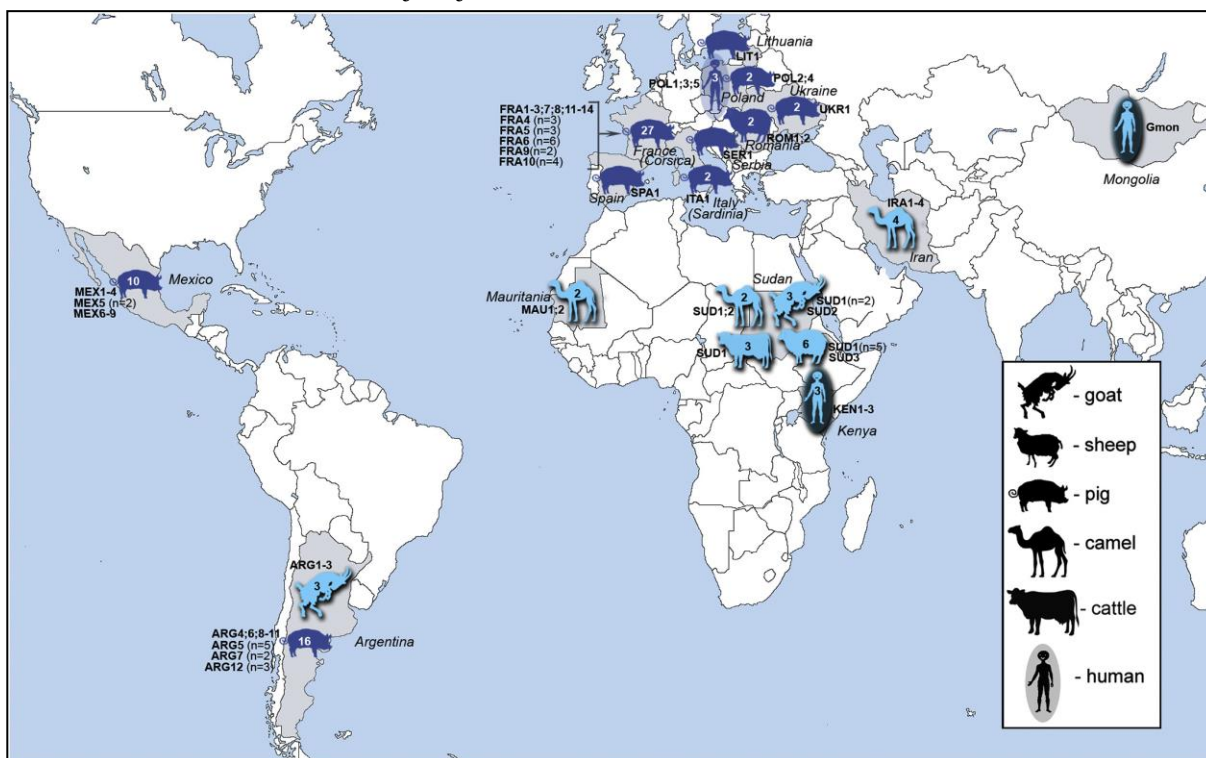 Lithuania
LIT1
POL1;3;5
3
2
POL2;4
Poland
Ukraine
2
UKR1
FRA1-3;7;8;11-14
FRA4 (n=3)
FRA5 (n=3)
FRA6 (n=6)
FRA9(n=2)
FRA10(n=4)
27
France
(Corsica)
2
ROM1;2
Romania
SER1
Serbia
SPA1
Spain
2
ITA1
Italy
(Sardinia)
Gmon
Mongolia
IRA1-4
4
Iran
10
Mexico
MEX1-4
MEX5 (n=2)
MEX6-9
Mauritania
2
MAU1;2
Sudan
2
SUD1;2
3
SUD1(n=2)
SUD2
SUD1
3
6
SUD1(n=5)
SUD3
3
KEN1-3
Kenya
ARG1-3
3
ARG4;6;8-11
ARG5 (n=5)
ARG7 (n=2)
ARG12 (n=3)
16
Argentina
- goat
- sheep
- pig
- camel
- cattle
- human